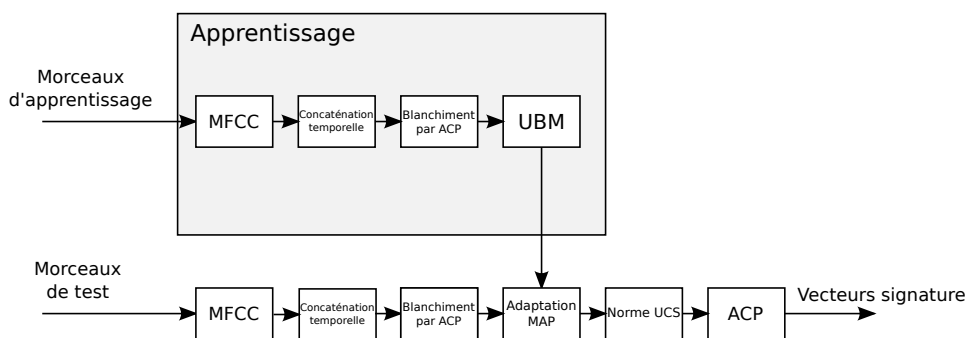 Apprentissage
Morceaux
d'apprentissage
MFCC
Concaténation
temporelle
Blanchiment
par ACP
UBM
Morceaux
de test
MFCC
Concaténation
temporelle
Blanchiment
par ACP
Adaptation
MAP
Norme UCS
ACP
Vecteurs signature